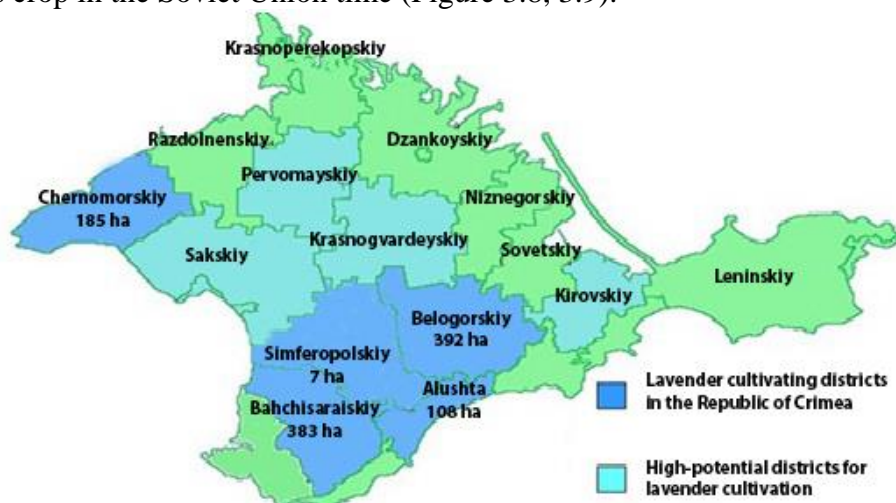 crop in the Soviet Union time (Figure 3.8, 3.9).
Krasnoperekopskiy
Razdolnenskiy
Dzankoyskiy
Pervomayskiy
Chernomorskiy
185 ha
Niznegorskiy
Krasnogvardeyskiy
Sovetskiy
Sakskiy
Leninskiy
Kirovskiy
Belogorskiy
392 ha
Simferopolskiy
7 ha
Alushta
108 ha
Bahchisaraiskiy
383 ha
Lavender cultivating districts
in the Republic of Crimea
High-potential districts for
lavender cultivation